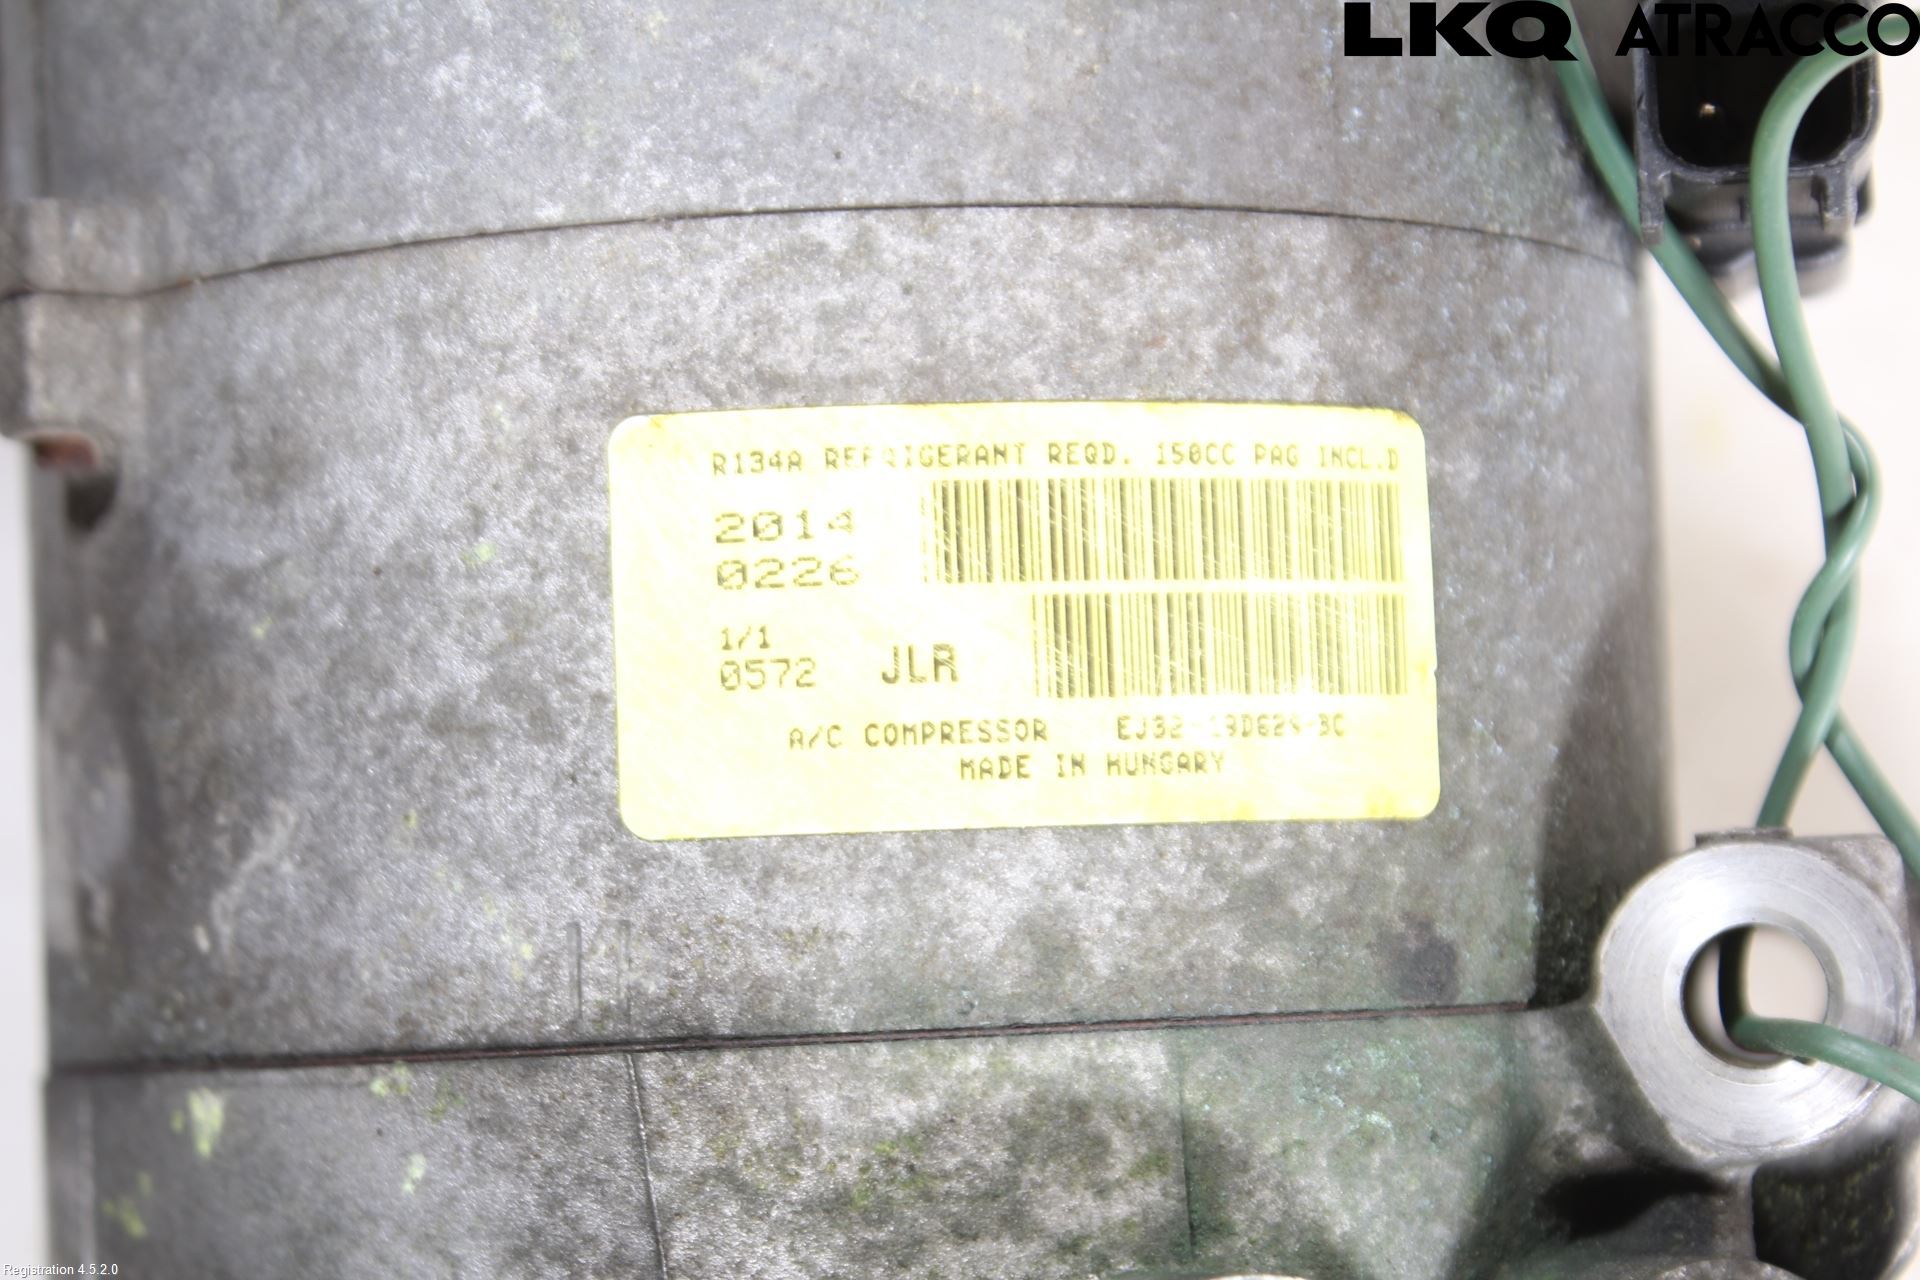 LKQ ATRACCO
R134A REFRIGERANT REQD. 150CC PAG INCL.D
2014
0226
1/1
0572 JLR
A/C COMPRESSOR EJ32-19D629-BC
MADE IN HUNGARY
Registration 4.5.2.0